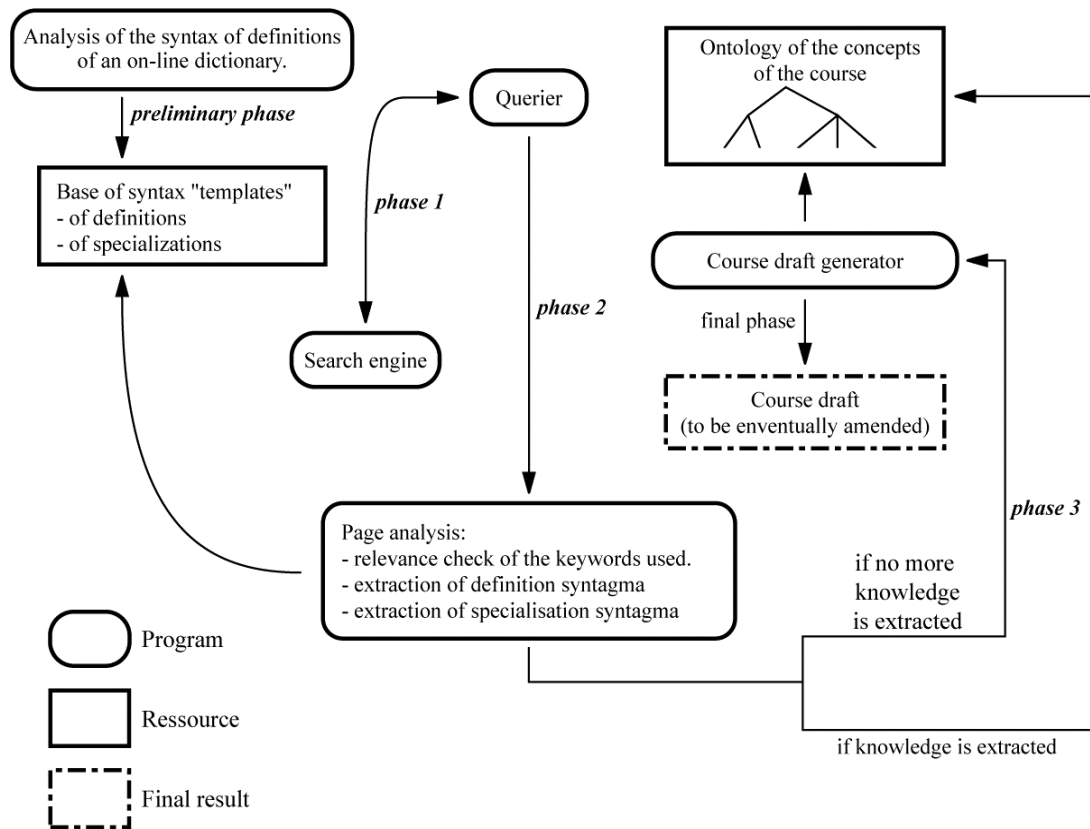 Analysis of the syntax of definitions
of an on-line dictionary.
preliminary phase
Base of syntax "templates"
- of definitions
- of specializations
Querier
phase 1
Search engine
phase 2
Ontology of the concepts
of the course
Course draft generator
final phase
Course draft
(to be enventually amended)
phase 3
Page analysis:
- relevance check of the keywords used.
- extraction of definition syntagma
- extraction of specialisation syntagma
if no more
knowledge
is extracted
if knowledge is extracted
Program
Ressource
Final result